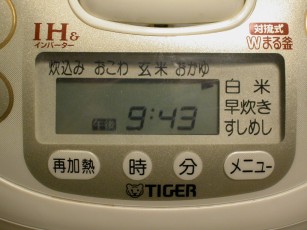 IH&
インバーター
対流式
Wまる釜
炊込み おこわ 玄米 おかゆ
白米
早炊き
すしめし
午後 9:43
再加熱 時 分 メニュー
TIGER